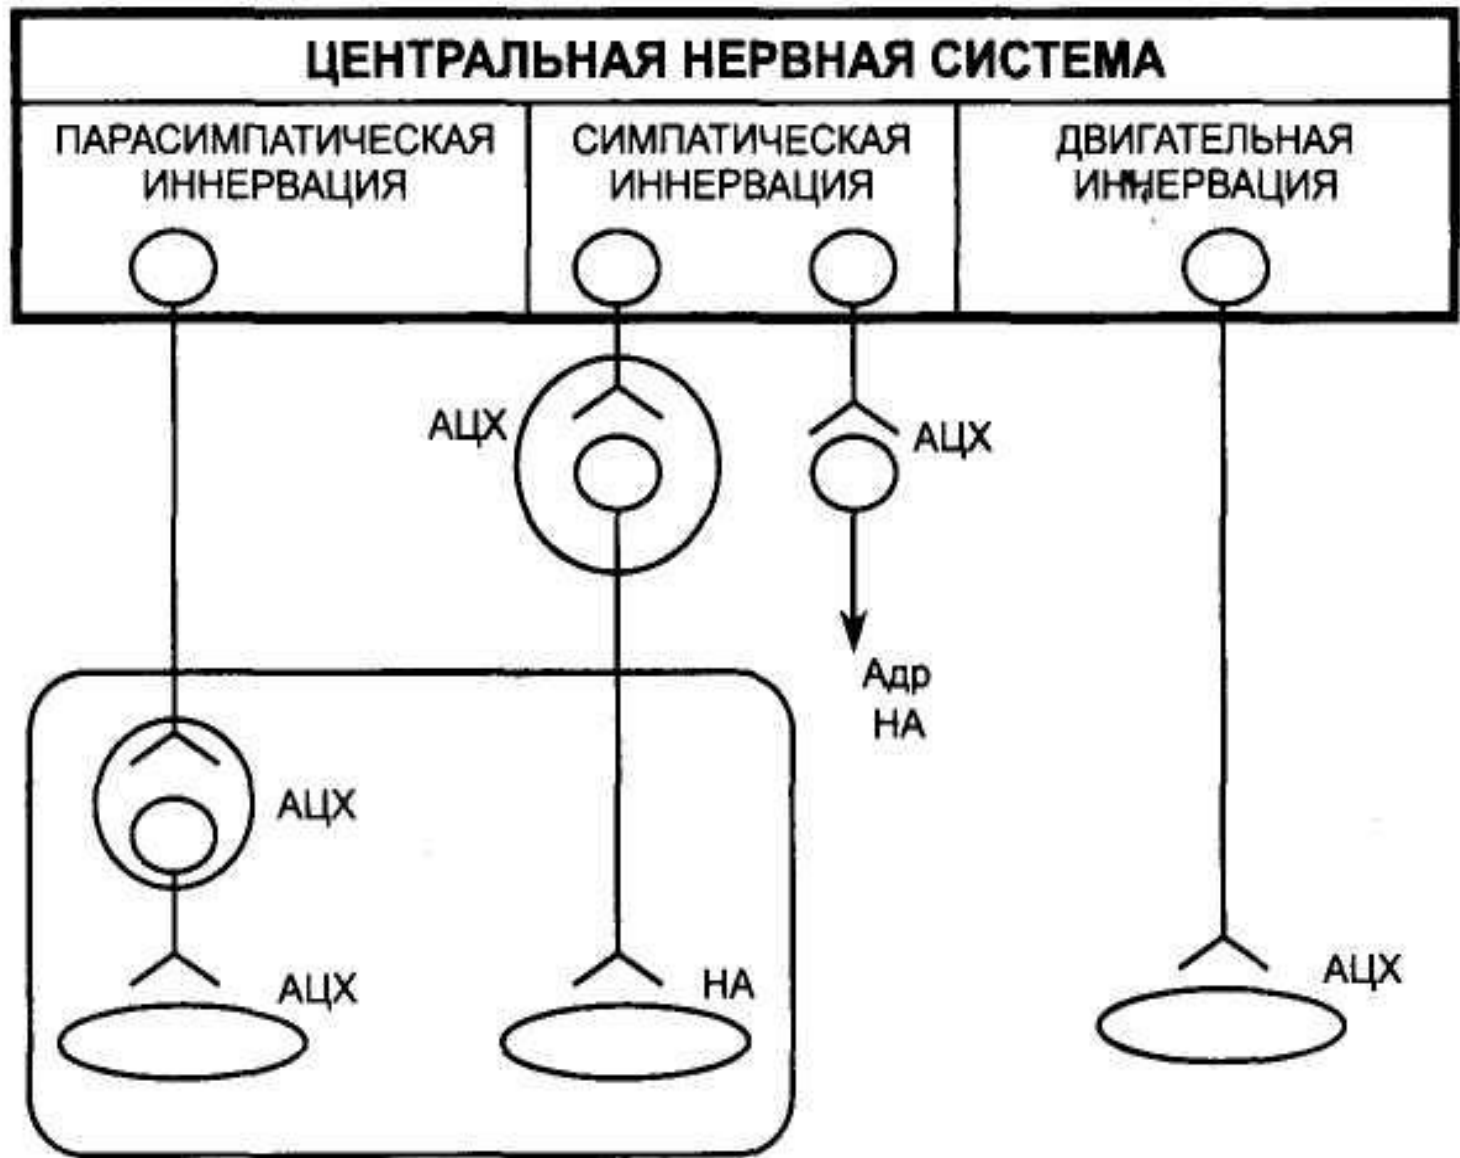 ЦЕНТРАЛЬНАЯ НЕРВНАЯ СИСТЕМА
ПАРАСИМПАТИЧЕСКАЯ
ИННЕРВАЦИЯ
СИМПАТИЧЕСКАЯ
ИННЕРВАЦИЯ
ДВИГАТЕЛЬНАЯ
ИННЕРВАЦИЯ
АЦХ
АЦХ
Адр
НА
АЦХ
АЦХ
НА
АЦХ